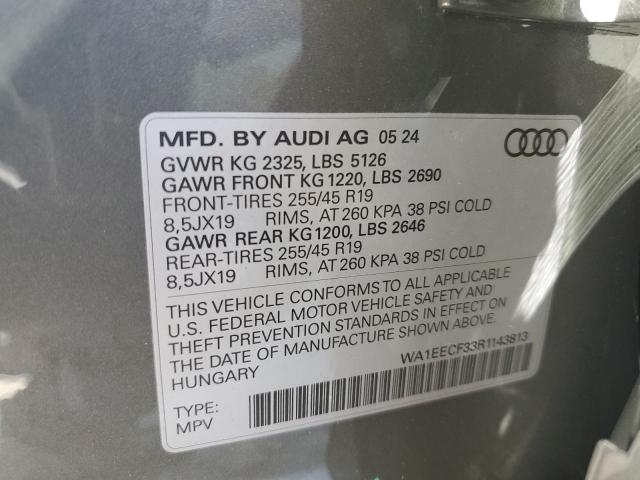 MFD. BY AUDI AG 05 24
GVWR KG 2325, LBS 5126
GAWR FRONT KG 1220, LBS 2690
FRONT-TIRES 255/45 R19
8,5JX19 RIMS, AT 260 KPA 38 PSI COLD
GAWR REAR KG 1200, LBS 2646
REAR-TIRES 255/45 R19
8,5JX19 RIMS, AT 260 KPA 38 PSI COLD
THIS VEHICLE CONFORMS TO ALL APPLICABLE
U.S. FEDERAL MOTOR VEHICLE SAFETY AND
THEFT PREVENTION STANDARDS IN EFFECT ON
THE DATE OF MANUFACTURE SHOWN ABOVE.
HUNGARY
WA1EECF33R1143813
TYPE:
MPV